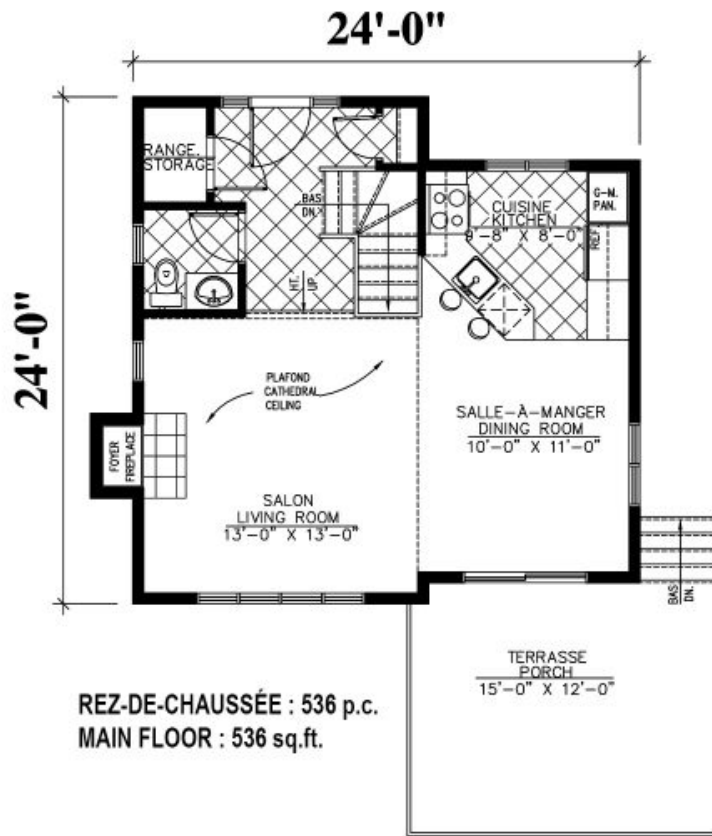 24'-0"
24'-0"
RANGE.
STORAGE
BAS
DN.
HT.
UP
CUISINE
KITCHEN
9'-8" X 8'-0"
G-M.
PAN.
REF.
PLAFOND
CATHEDRAL
CEILING
SALLE-À-MANGER
DINING ROOM
10'-0" X 11'-0"
FOYER
FIREPLACE
SALON
LIVING ROOM
13'-0" X 13'-0"
BAS
DN.
TERRASSE
PORCH
15'-0" X 12'-0"
REZ-DE-CHAUSSÉE : 536 p.c.
MAIN FLOOR : 536 sq.ft.